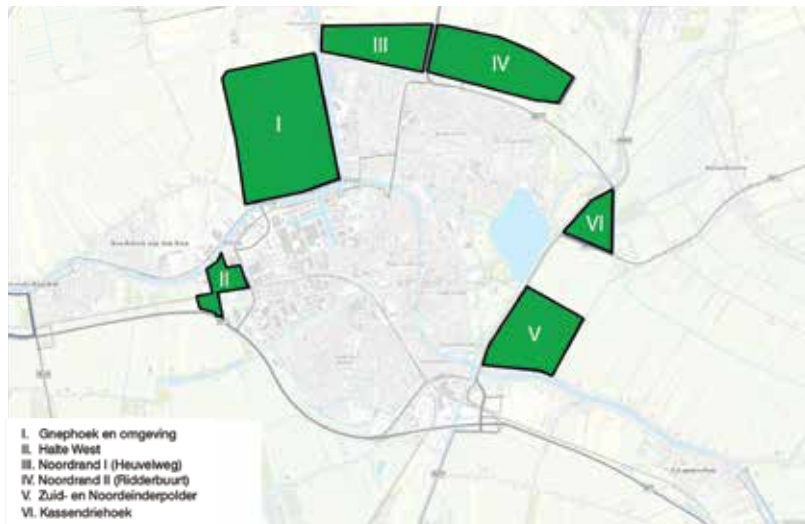 III
IV
I
VI
II
V
I. Gnephoek en omgeving
II. Halte West
III. Noordrand I (Heuvelweg)
IV. Noordrand II (Ridderbuurt)
V. Zuid- en Noordeinderpolder
VI. Kassendriehoek